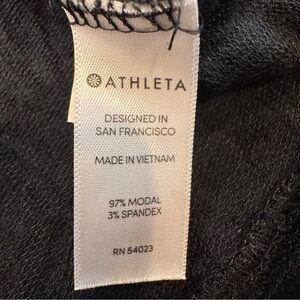 ATHLETA
DESIGNED IN
SAN FRANCISCO
MADE IN VIETNAM
97% MODAL
3% SPANDEX
RN 54023